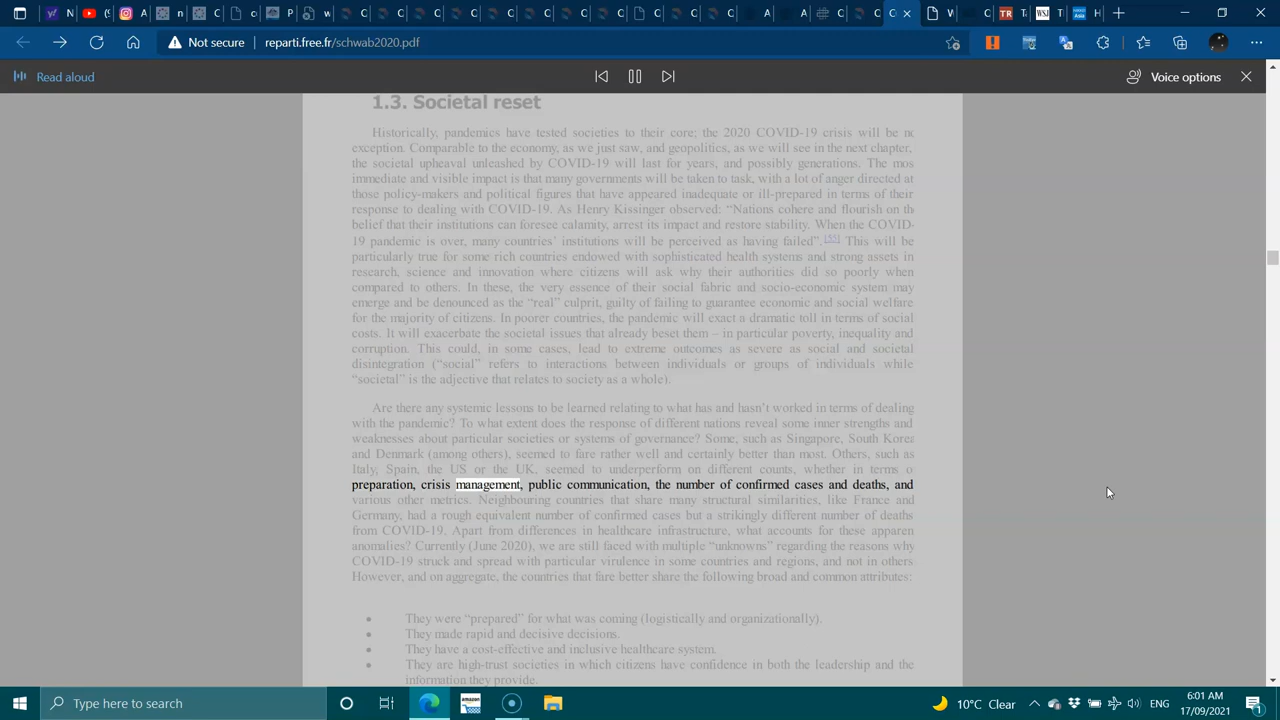 Not secure
reparti.free.fr/schwab2020.pdf
Read aloud
Voice options
1.3. Societal reset
Historically, pandemics have tested societies to their core; the 2020 COVID-19 crisis will be no
exception. Comparable to the economy, as we just saw, and geopolitics, as we will see in the next chapter,
the societal upheaval unleashed by COVID-19 will last for years, and possibly generations. The mos
immediate and visible impact is that many governments will be taken to task, with a lot of anger directed at
those policy-makers and political figures that have appeared inadequate or ill-prepared in terms of their
response to dealing with COVID-19. As Henry Kissinger observed: “Nations cohere and flourish on th
belief that their institutions can foresee calamity, arrest its impact and restore stability. When the COVID-
19 pandemic is over, many countries’ institutions will be perceived as having failed”.[55] This will be
particularly true for some rich countries endowed with sophisticated health systems and strong assets in
research, science and innovation where citizens will ask why their authorities did so poorly when
compared to others. In these, the very essence of their social fabric and socio-economic system may
emerge and be denounced as the “real” culprit, guilty of failing to guarantee economic and social welfare
for the majority of citizens. In poorer countries, the pandemic will exact a dramatic toll in terms of social
costs. It will exacerbate the societal issues that already beset them – in particular poverty, inequality and
corruption. This could, in some cases, lead to extreme outcomes as severe as social and societal
disintegration (“social” refers to interactions between individuals or groups of individuals while
“societal” is the adjective that relates to society as a whole).
Are there any systemic lessons to be learned relating to what has and hasn’t worked in terms of dealing
with the pandemic? To what extent does the response of different nations reveal some inner strengths and
weaknesses about particular societies or systems of governance? Some, such as Singapore, South Korea
and Denmark (among others), seemed to fare rather well and certainly better than most. Others, such as
Italy, Spain, the US or the UK, seemed to underperform on different counts, whether in terms o
preparation, crisis management, public communication, the number of confirmed cases and deaths, and
various other metrics. Neighbouring countries that share many structural similarities, like France and
Germany, had a rough equivalent number of confirmed cases but a strikingly different number of deaths
from COVID-19. Apart from differences in healthcare infrastructure, what accounts for these apparen
anomalies? Currently (June 2020), we are still faced with multiple “unknowns” regarding the reasons why
COVID-19 struck and spread with particular virulence in some countries and regions, and not in others
However, and on aggregate, the countries that fare better share the following broad and common attributes:
• They were “prepared” for what was coming (logistically and organizationally).
• They made rapid and decisive decisions.
• They have a cost-effective and inclusive healthcare system.
• They are high-trust societies in which citizens have confidence in both the leadership and the
information they provide.
Type here to search
amazon
10°C Clear
ENG
6:01 AM
17/09/2021